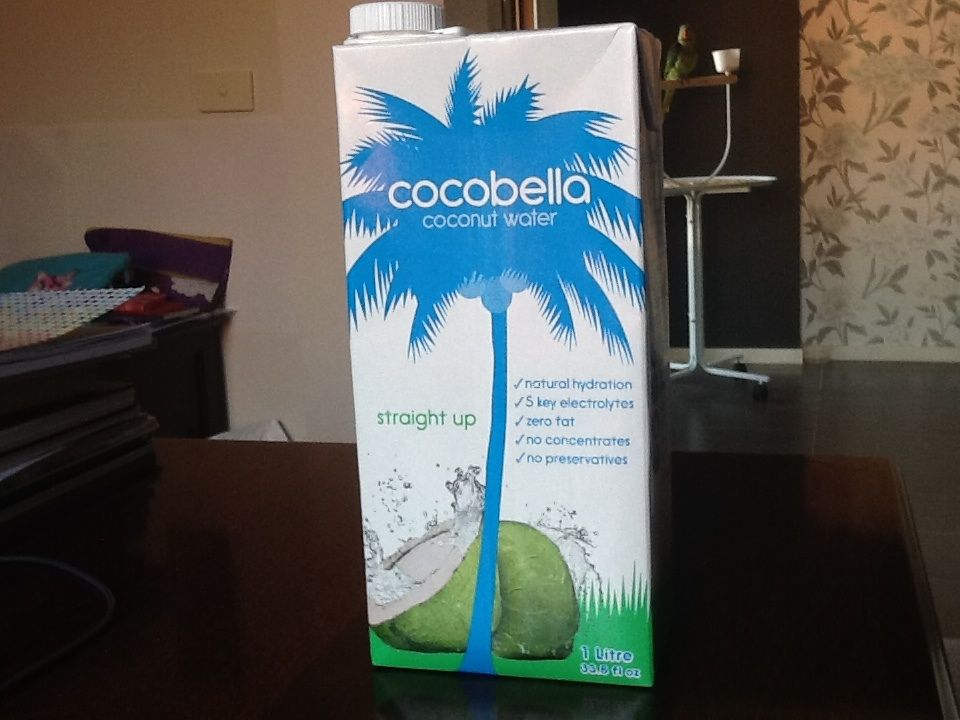 cocobella
coconut water
✓natural hydration
✓5 key electrolytes
✓zero fat
✓no concentrates
✓no preservatives
straight up
1 Litre
33.8 fl oz